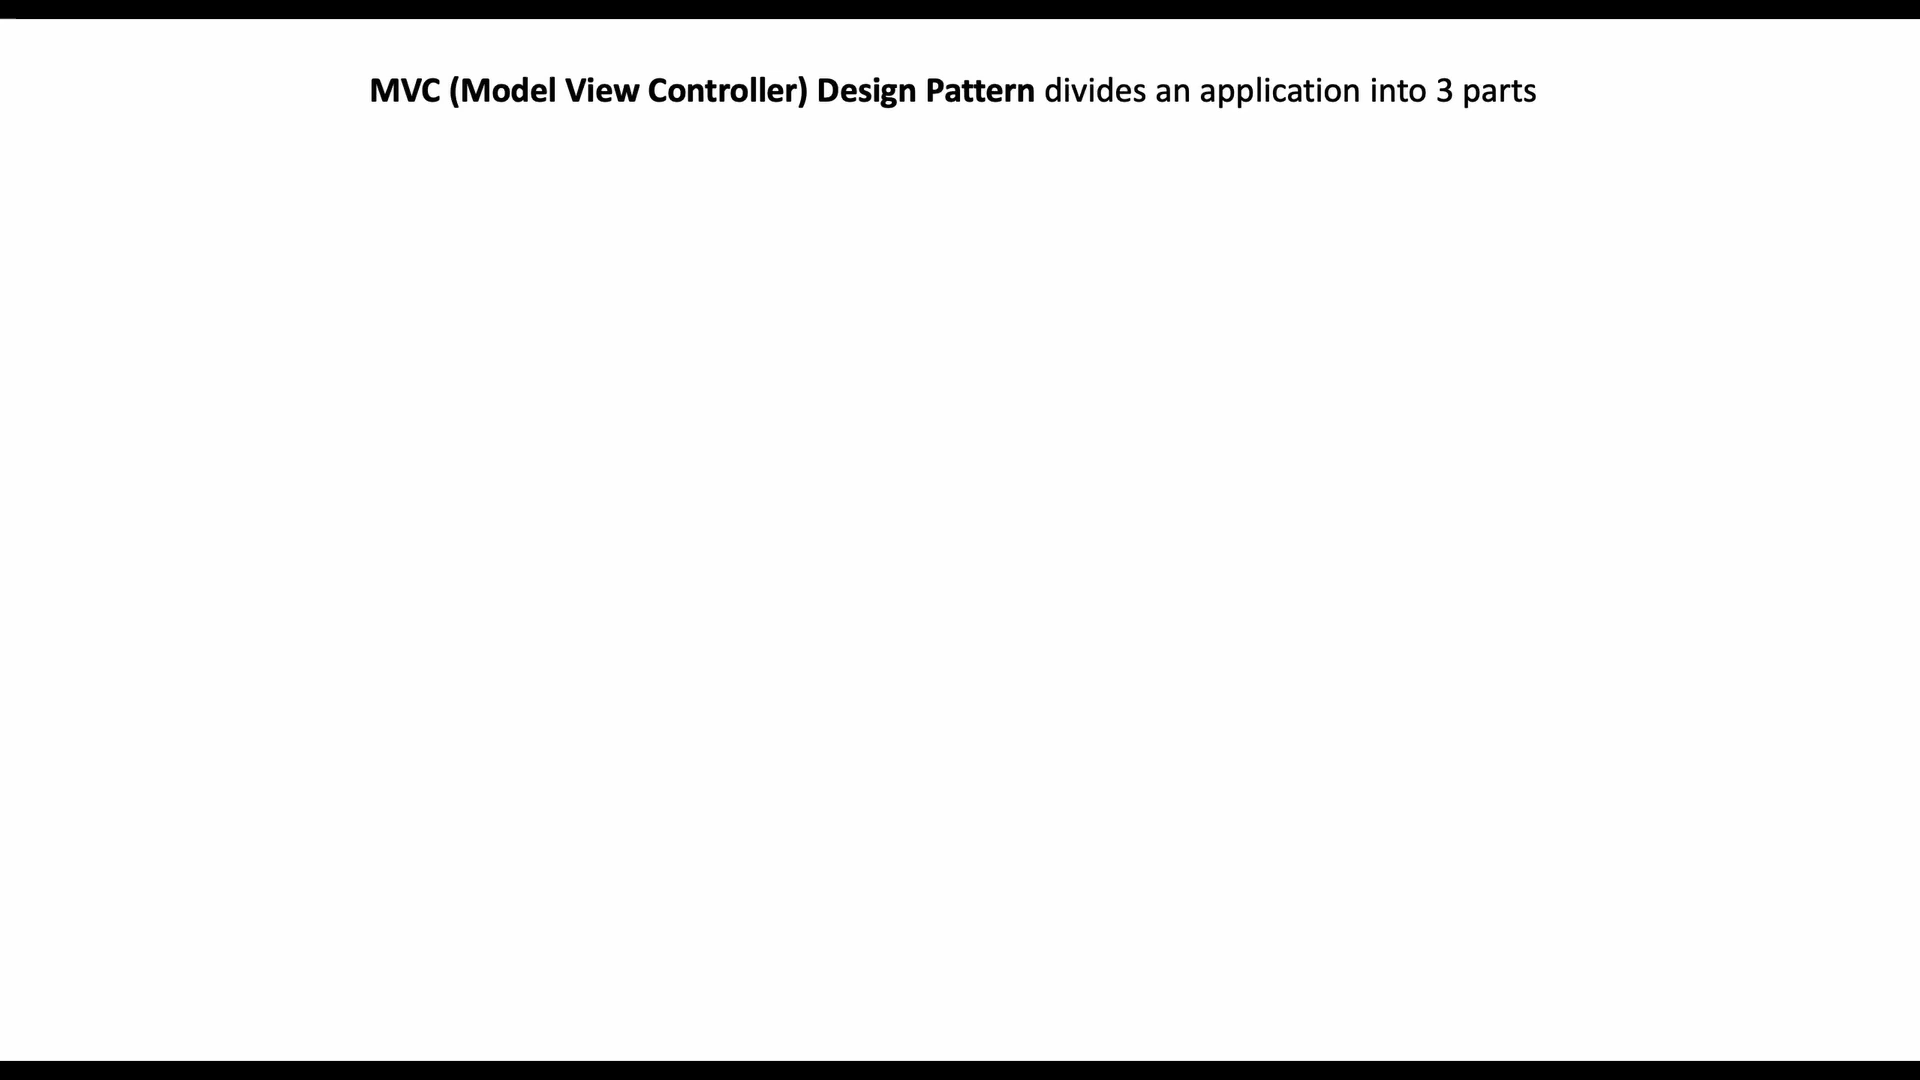 MVC (Model View Controller) Design Pattern divides an application into 3 parts